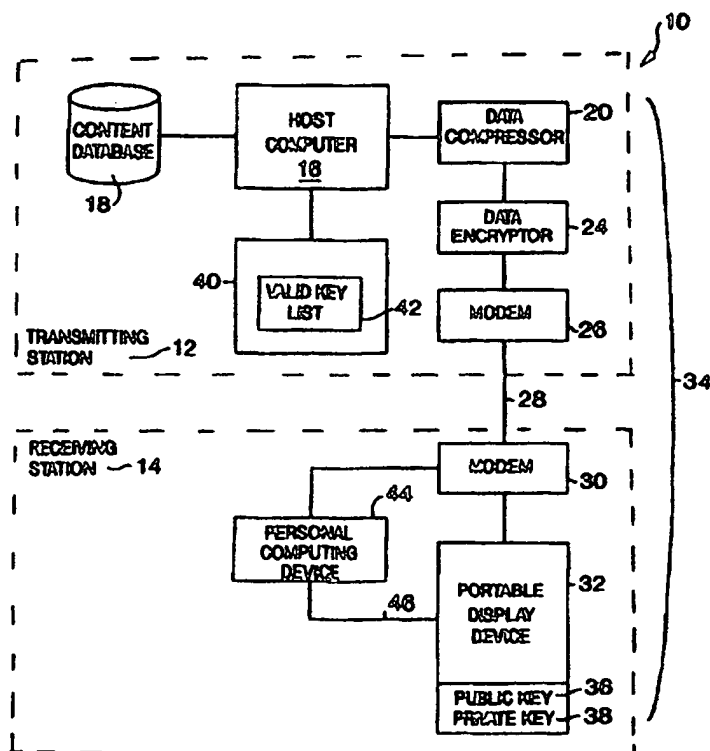 10
CONTENT
DATABASE
18
HOST
COMPUTER
16
DATA
COMPRESSOR
20
DATA
ENCRYPTOR
24
40
VALID KEY
LIST
42
MODEM
26
TRANSMITTING
STATION
12
34
28
RECEIVING
STATION
14
MODEM
30
44
PERSONAL
COMPUTING
DEVICE
46
PORTABLE
DISPLAY
DEVICE
32
PUBLIC KEY
36
PRIVATE KEY
38